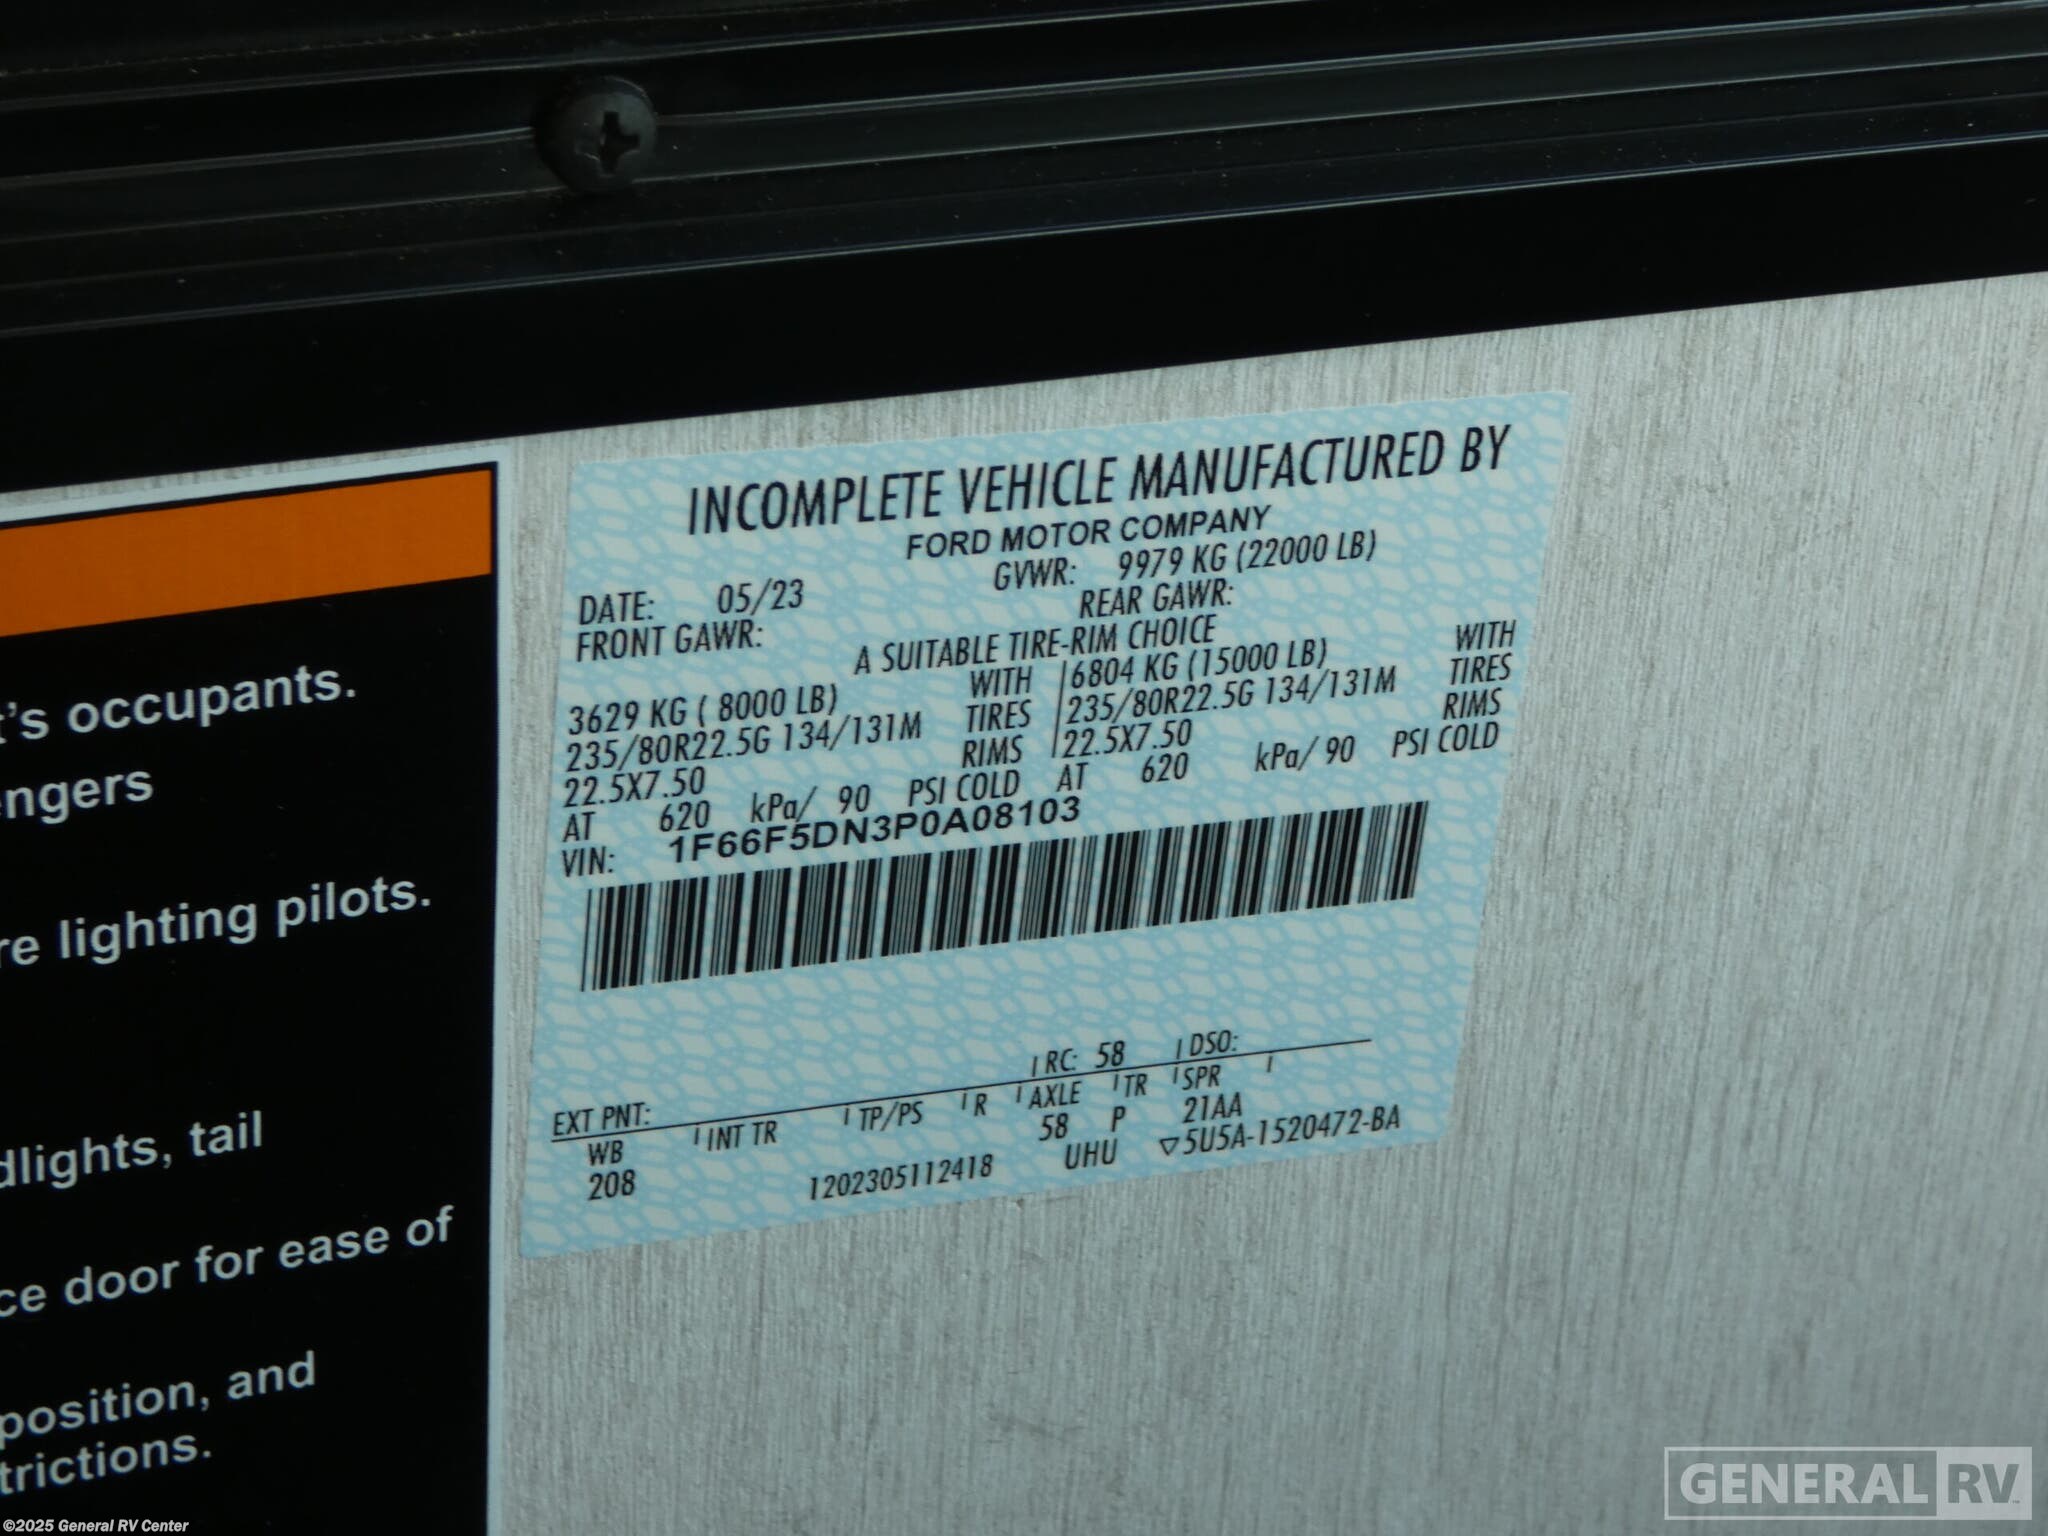 INCOMPLETE VEHICLE MANUFACTURED BY
FORD MOTOR COMPANY
DATE: 05/23 GVWR: 9979 KG (22000 LB)
FRONT GAWR: REAR GAWR:
A SUITABLE TIRE-RIM CHOICE
3629 KG ( 8000 LB) WITH 6804 KG (15000 LB) WITH
235/80R22.5G 134/131M TIRES 235/80R22.5G 134/131M TIRES
22.5X7.50 RIMS 22.5X7.50 RIMS
AT 620 kPa/ 90 PSI COLD AT 620 kPa/ 90 PSI COLD
VIN: 1F66F5DN3P0A08103
EXT PNT: RC: 58 DSO:
WB INT TR TP/PS R AXLE TR SPR
208 58 P 21AA
1202305112418 UHU ▽5U5A-1520472-BA
t's occupants.
engers
re lighting pilots.
dlights, tail
ce door for ease of
position, and
trictions.
©2025 General RV Center
GENERAL RV